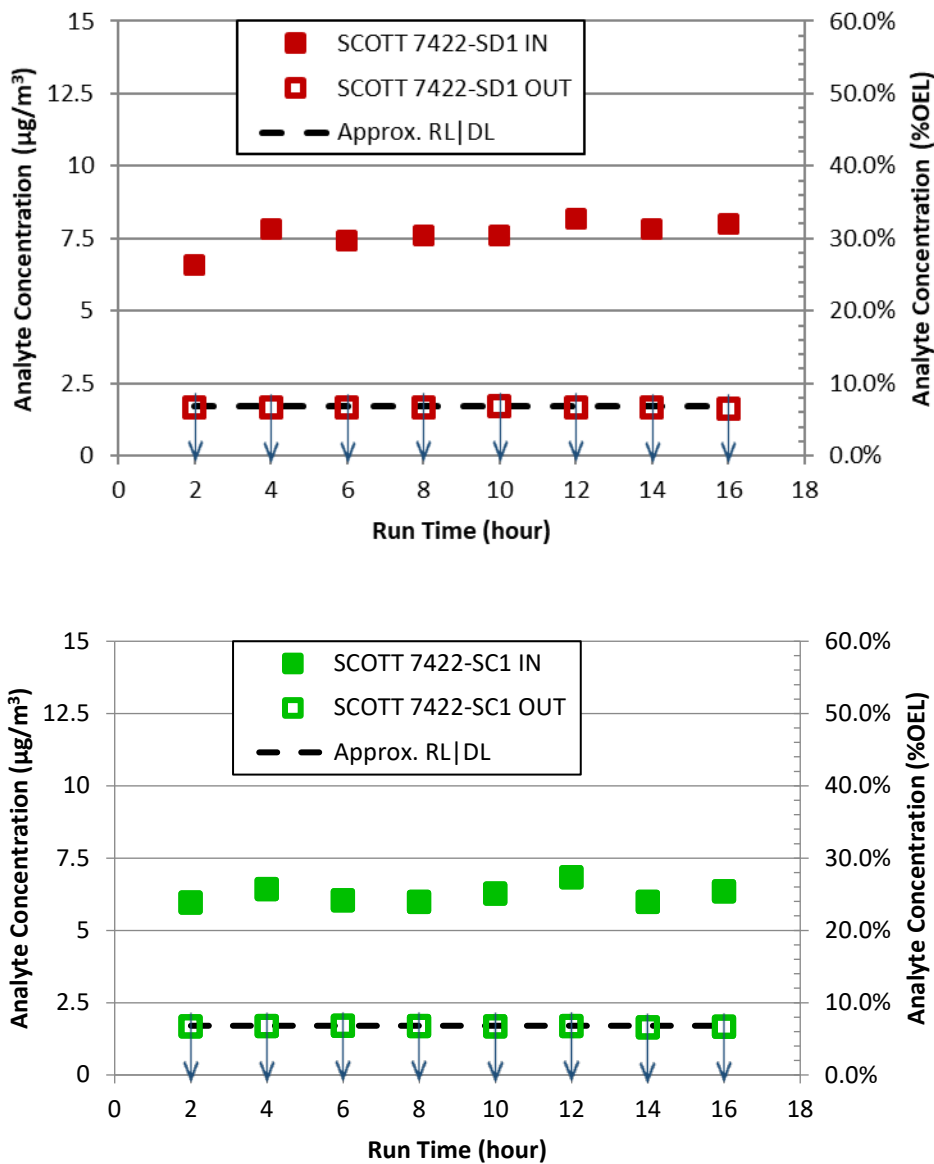 15
12.5
10
7.5
5
2.5
0
Analyte Concentration (µg/m³)
SCOTT 7422-SD1 IN
SCOTT 7422-SD1 OUT
Approx. RL|DL
60.0%
50.0%
40.0%
30.0%
20.0%
10.0%
0.0%
Analyte Concentration (%OEL)
0 2 4 6 8 10 12 14 16 18
Run Time (hour)
15
12.5
10
7.5
5
2.5
0
Analyte Concentration (µg/m³)
SCOTT 7422-SC1 IN
SCOTT 7422-SC1 OUT
Approx. RL|DL
60.0%
50.0%
40.0%
30.0%
20.0%
10.0%
0.0%
Analyte Concentration (%OEL)
0 2 4 6 8 10 12 14 16 18
Run Time (hour)